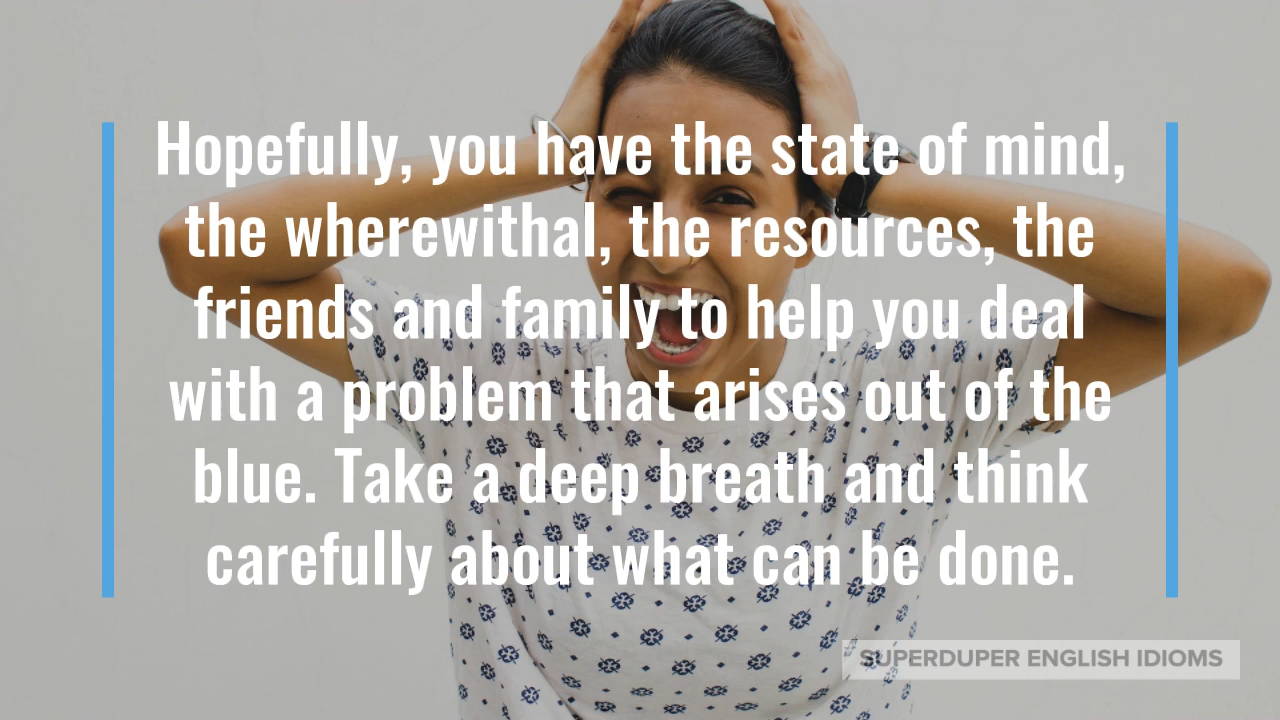 Hopefully, you have the state of mind,
the wherewithal, the resources, the
friends and family to help you deal
with a problem that arises out of the
blue. Take a deep breath and think
carefully about what can be done.
SUPERDUPER ENGLISH IDIOMS